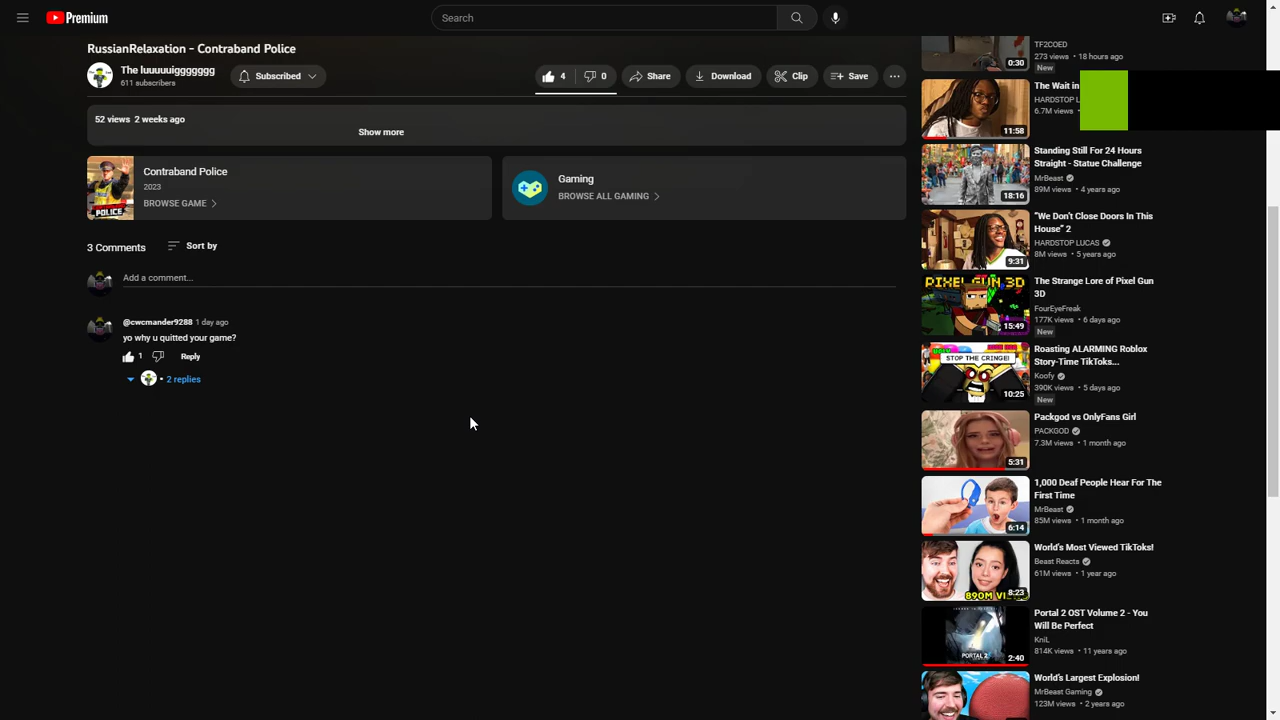 Premium
Search
RussianRelaxation - Contraband Police
The luuuuuigggggg
611 subscribers
4
0
Share
Download
Clip
Save
52 views 2 weeks ago
Show more
POLICE
Contraband Police
2023
BROWSE GAME
Gaming
BROWSE ALL GAMING
3 Comments
Sort by
Add a comment...
@cwcmander9288 1 day ago
yo why u quitted your game?
1
Reply
• 2 replies
0:30
TF2COED
273 views • 18 hours ago
New
11:58
The Wait in
HARDSTOP L
6.7M views •
18:16
Standing Still For 24 Hours
Straight - Statue Challenge
MrBeast
89M views • 4 years ago
9:31
"We Don't Close Doors In This
House" 2
HARDSTOP LUCAS
8M views • 5 years ago
PIXEL GUN 3D
15:49
The Strange Lore of Pixel Gun
3D
FourEyeFreak
177K views • 6 days ago
New
STOP THE CRINGE!
10:25
Roasting ALARMING Roblox
Story-Time TikToks...
Koofy
390K views • 5 days ago
New
5:31
Packgod vs OnlyFans Girl
PACKGOD
7.3M views • 1 month ago
6:14
1,000 Deaf People Hear For The
First Time
MrBeast
85M views • 1 month ago
890M
8:23
World's Most Viewed TikToks!
Beast Reacts
61M views • 1 year ago
PORTAL 2
2:40
Portal 2 OST Volume 2 - You
Will Be Perfect
KniL
814K views • 11 years ago
World's Largest Explosion!
MrBeast Gaming
123M views • 2 years ago